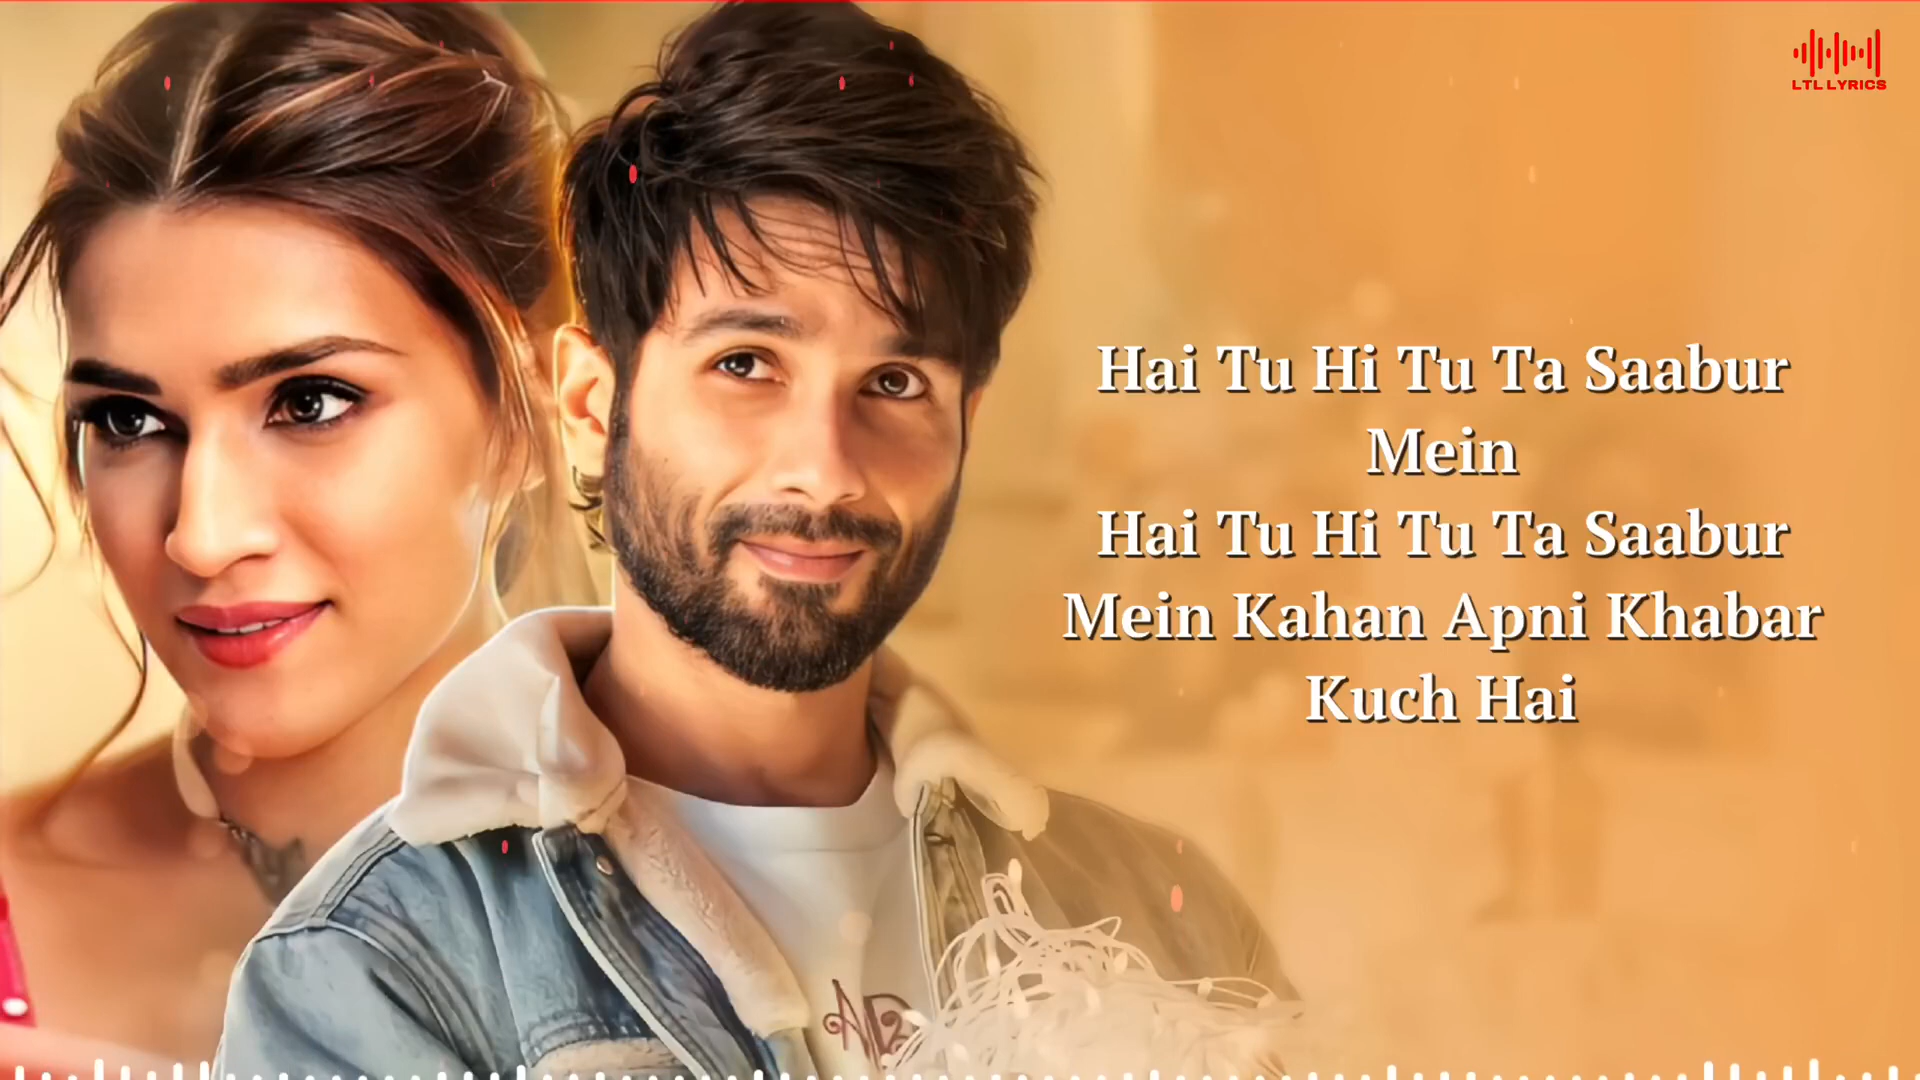 LTL LYRICS
Hai Tu Hi Tu Ta Saabur
Mein
Hai Tu Hi Tu Ta Saabur
Mein Kahan Apni Khabar
Kuch Hai